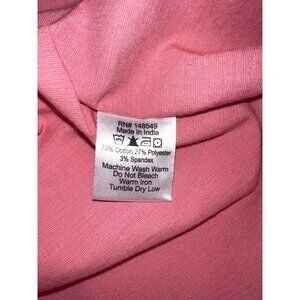 RN# 148549
Made in India
70% Cotton 27% Polyester
3% Spandex
Machine Wash Warm
Do Not Bleach
Warm Iron
Tumble Dry Low